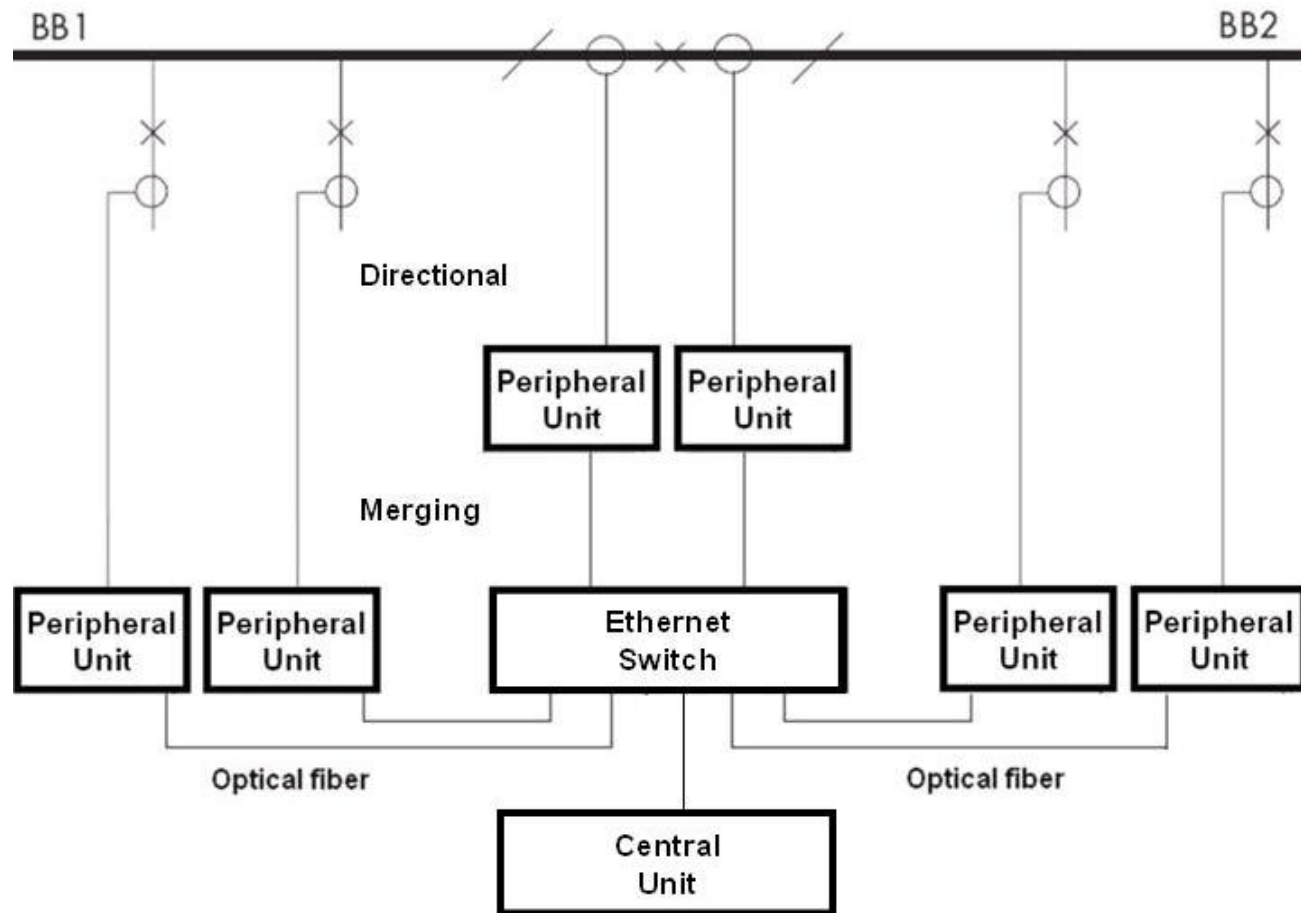 BB1
BB2
Directional
Peripheral
Unit
Peripheral
Unit
Merging
Peripheral
Unit
Peripheral
Unit
Ethernet
Switch
Peripheral
Unit
Peripheral
Unit
Optical fiber
Optical fiber
Central
Unit